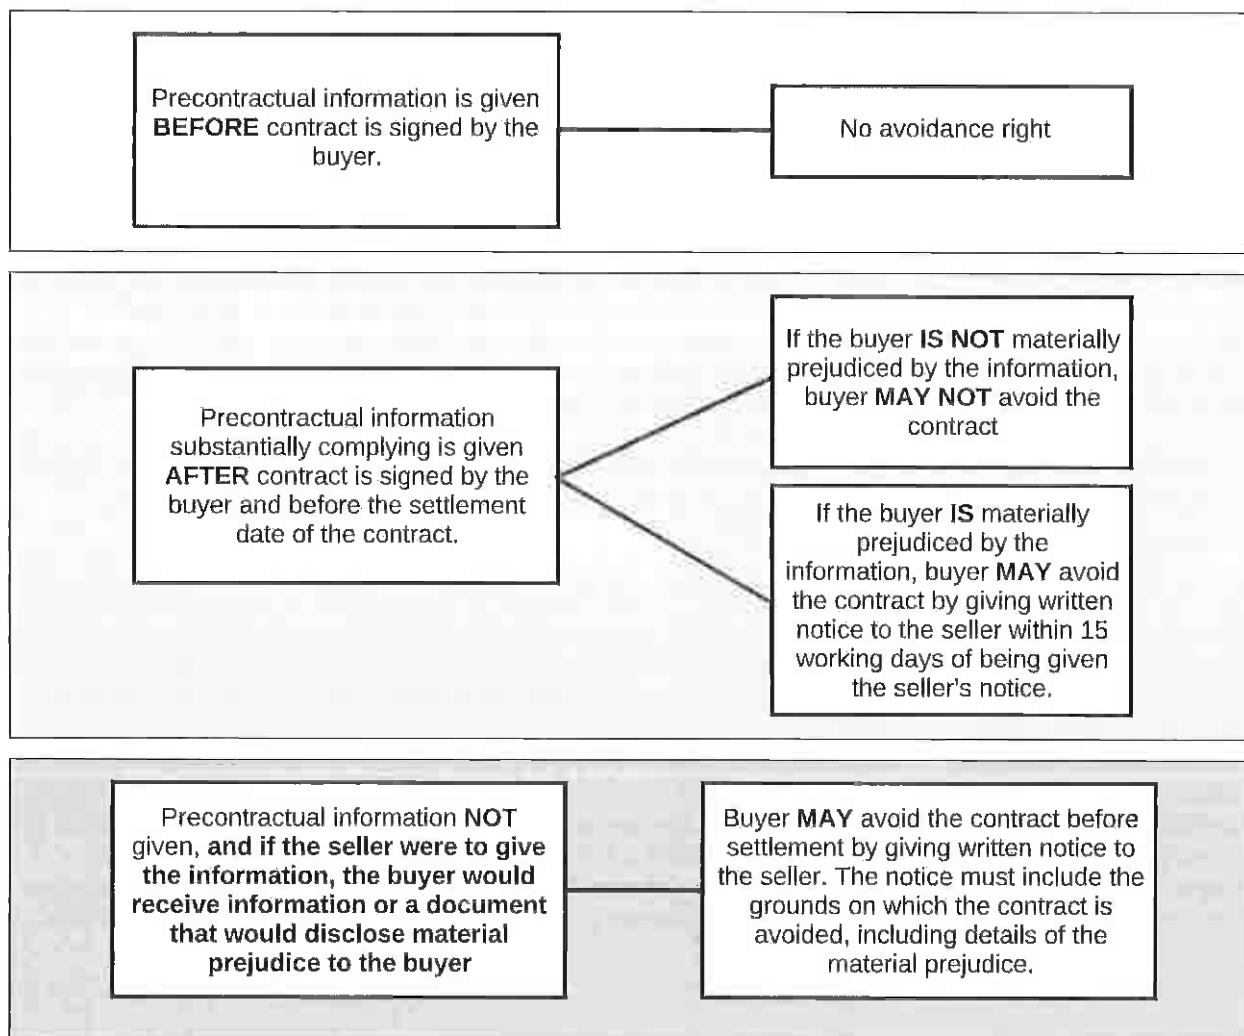 Precontractual information is given
BEFORE contract is signed by the
buyer.
No avoidance right
Precontractual information
substantially complying is given
AFTER contract is signed by the
buyer and before the settlement
date of the contract.
If the buyer IS NOT materially
prejudiced by the information,
buyer MAY NOT avoid the
contract
If the buyer IS materially
prejudiced by the
information, buyer MAY avoid
the contract by giving written
notice to the seller within 15
working days of being given
the seller's notice.
Precontractual information NOT
given, and if the seller were to give
the information, the buyer would
receive information or a document
that would disclose material
prejudice to the buyer
Buyer MAY avoid the contract before
settlement by giving written notice to
the seller. The notice must include the
grounds on which the contract is
avoided, including details of the
material prejudice.